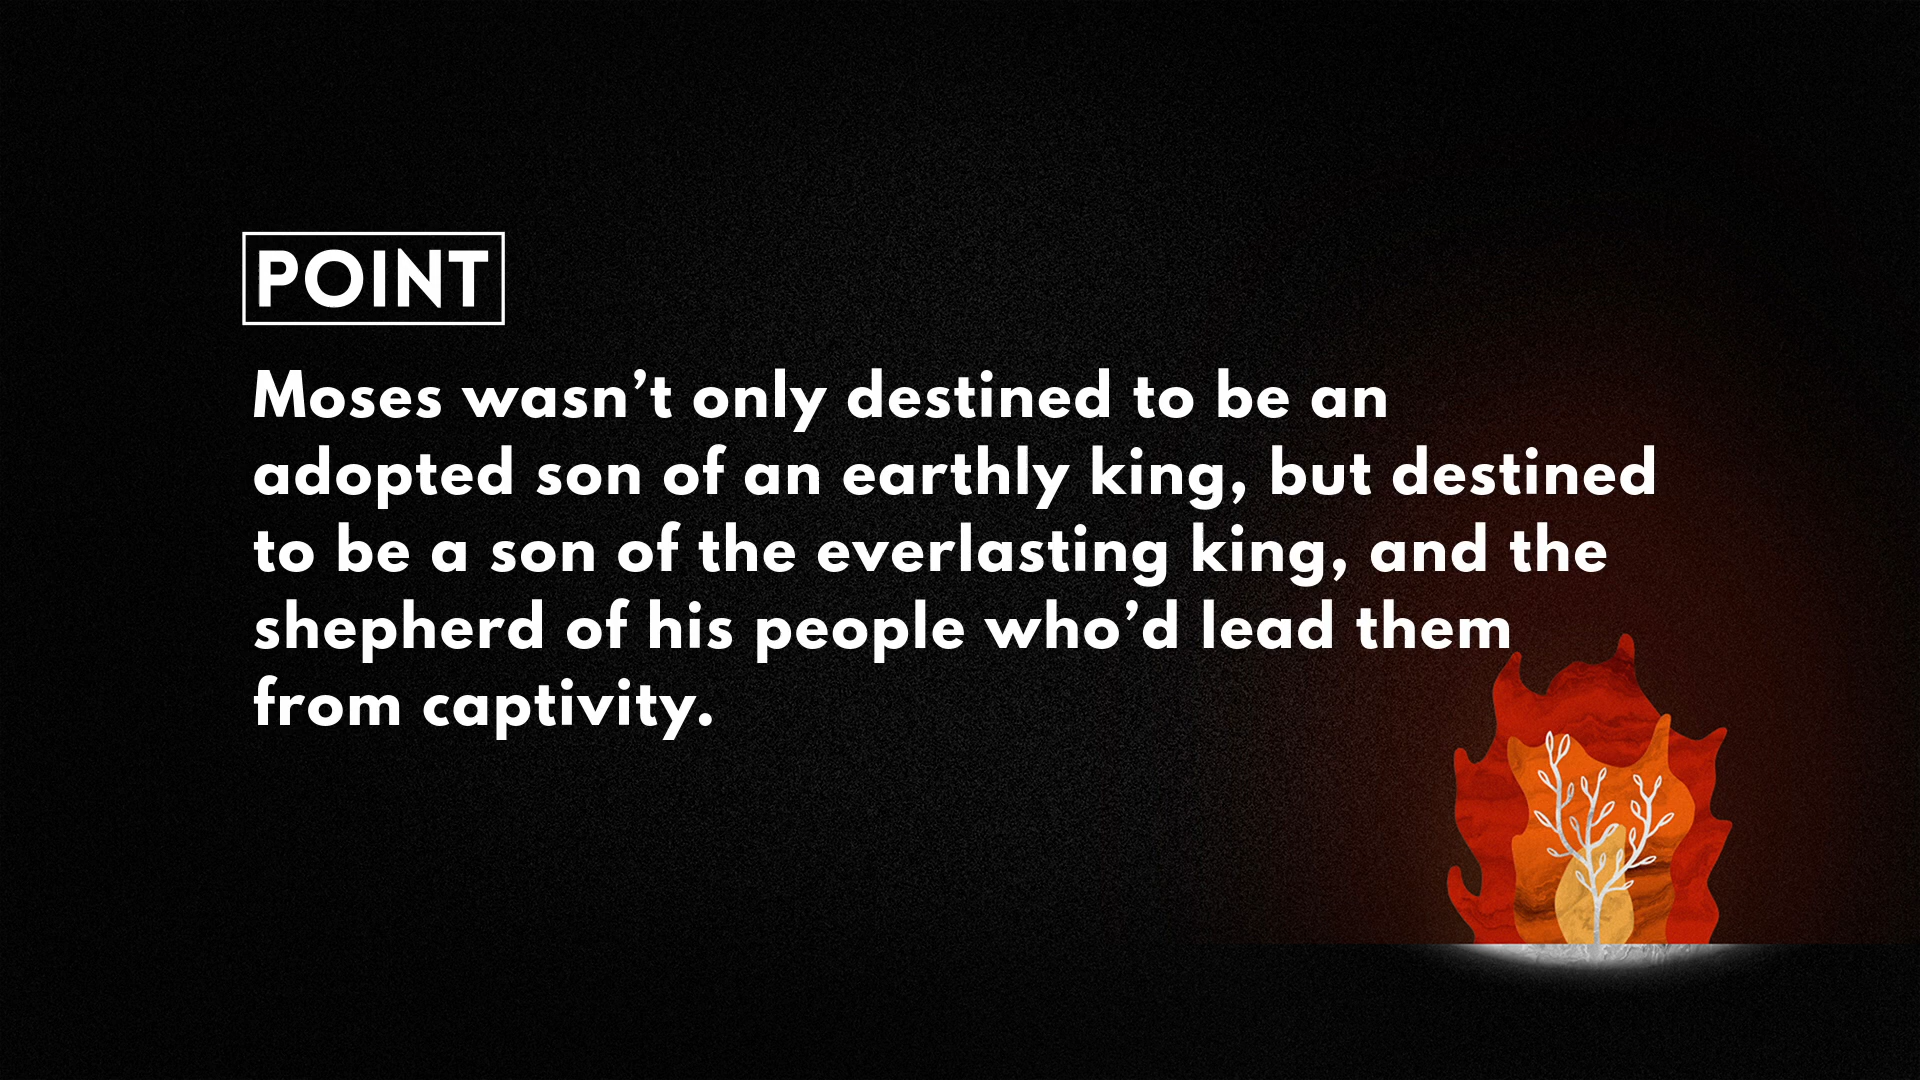 POINT
Moses wasn’t only destined to be an
adopted son of an earthly king, but destined
to be a son of the everlasting king, and the
shepherd of his people who’d lead them
from captivity.